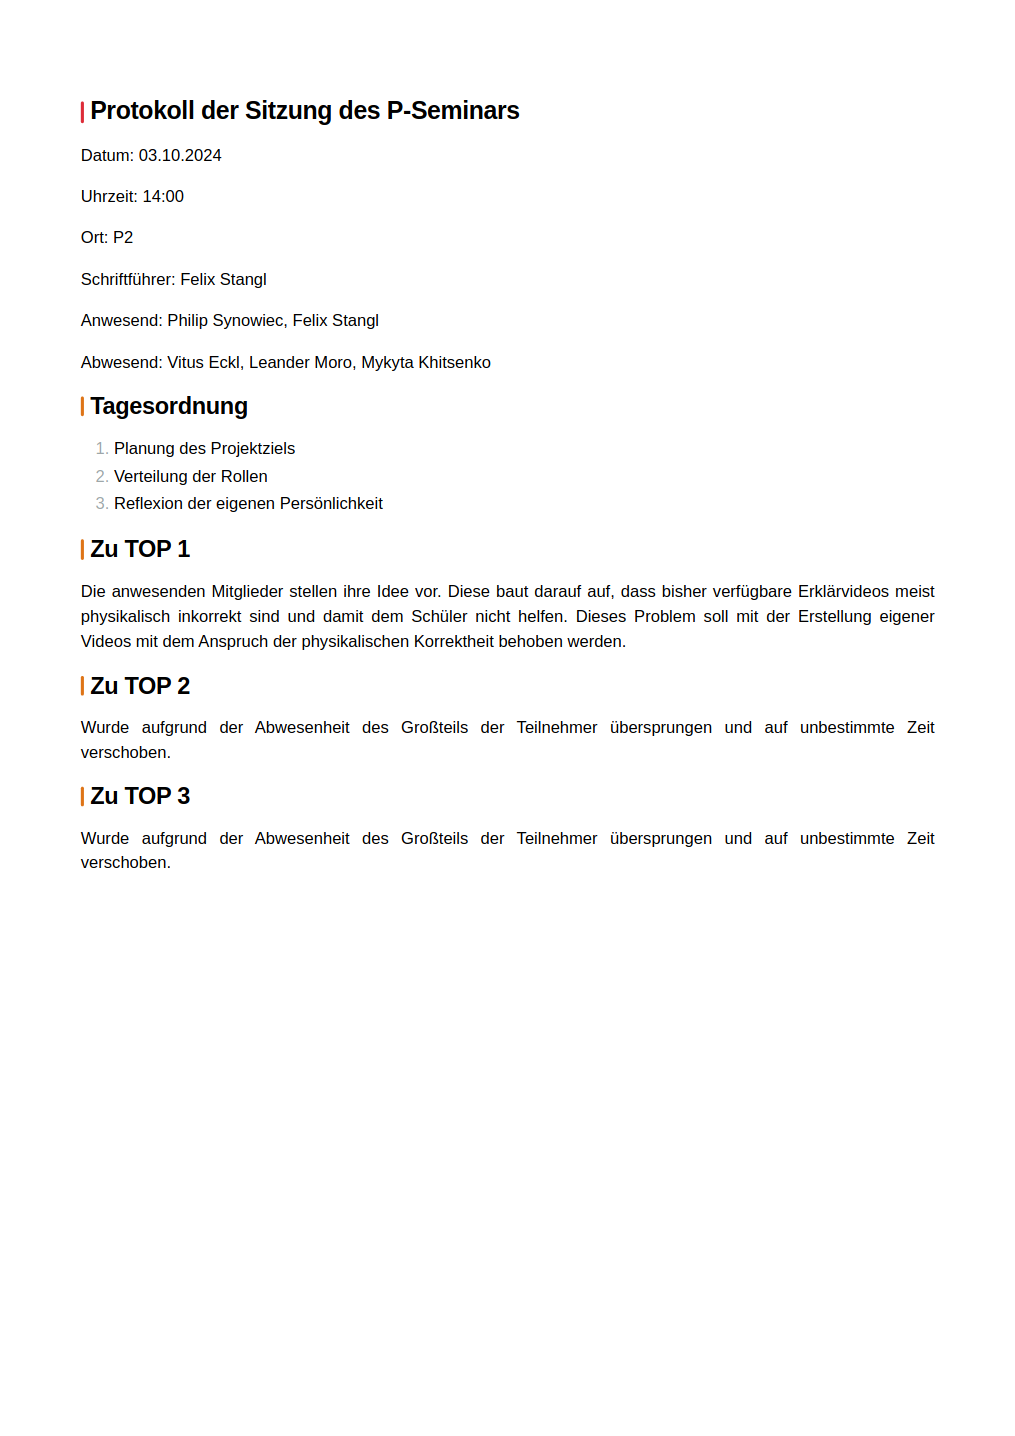 Protokoll der Sitzung des P-Seminars
Datum: 03.10.2024
Uhrzeit: 14:00
Ort: P2
Schriftführer: Felix Stangl
Anwesend: Philip Synowiec, Felix Stangl
Abwesend: Vitus Eckl, Leander Moro, Mykyta Khitsenko
Tagesordnung
1. Planung des Projektziels
2. Verteilung der Rollen
3. Reflexion der eigenen Persönlichkeit
Zu TOP 1
Die anwesenden Mitglieder stellen ihre Idee vor. Diese baut darauf auf, dass bisher verfügbare Erklärvideos meist
physikalisch inkorrekt sind und damit dem Schüler nicht helfen. Dieses Problem soll mit der Erstellung eigener
Videos mit dem Anspruch der physikalischen Korrektheit behoben werden.
Zu TOP 2
Wurde aufgrund der Abwesenheit des Großteils der Teilnehmer übersprungen und auf unbestimmte Zeit
verschoben.
Zu TOP 3
Wurde aufgrund der Abwesenheit des Großteils der Teilnehmer übersprungen und auf unbestimmte Zeit
verschoben.